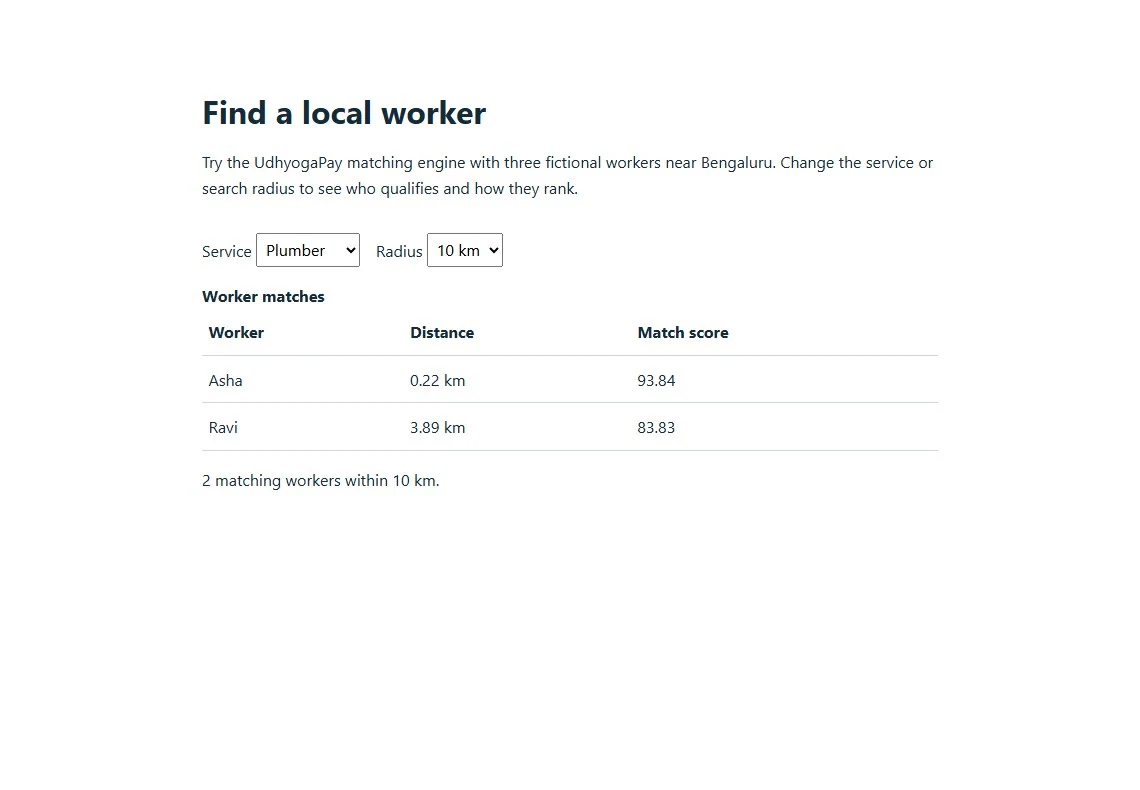 Find a local worker
Try the UdhyogaPay matching engine with three fictional workers near Bengaluru. Change the service or
search radius to see who qualifies and how they rank.
Service Plumber Radius 10 km
Worker matches
Worker Distance Match score
Asha 0.22 km 93.84
Ravi 3.89 km 83.83
2 matching workers within 10 km.